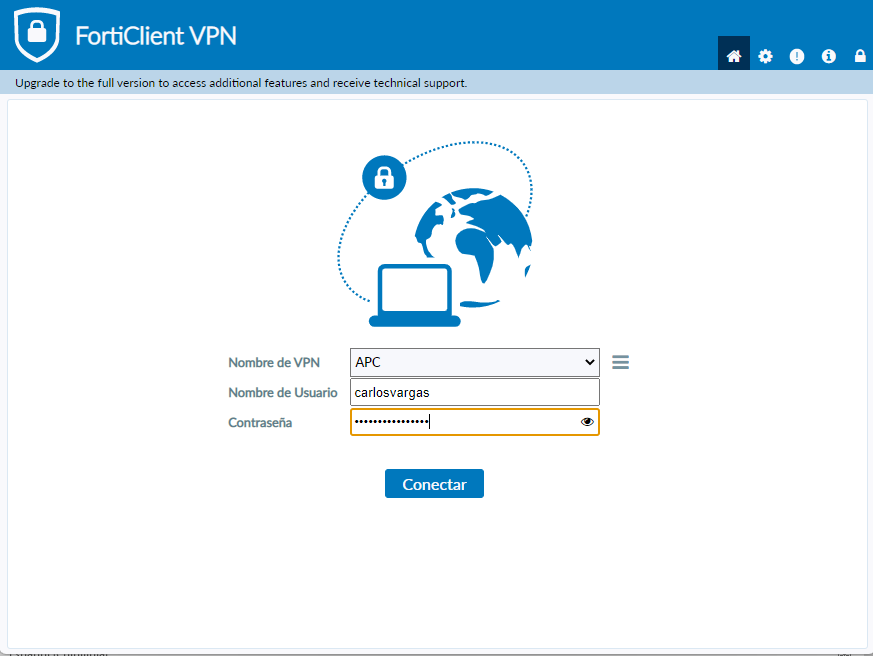 FortiClient VPN
Upgrade to the full version to access additional features and receive technical support.
Nombre de VPN APC
Nombre de Usuario carlosvargas
Contraseña ••••••••••••••••
Conectar